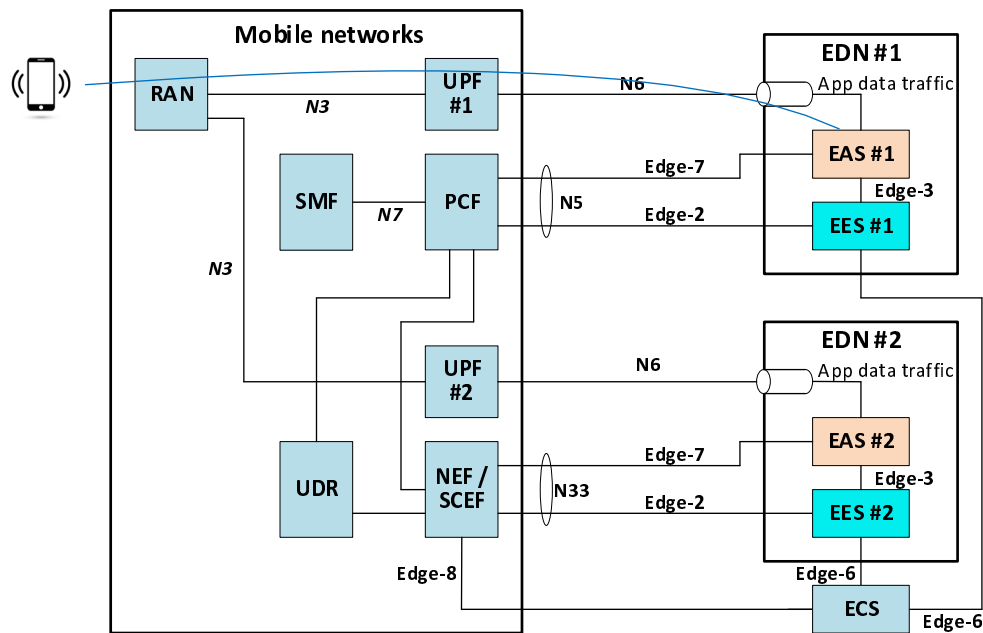 Mobile networks
EDN #1
RAN
UPF
#1
N3
N6
App data traffic
EAS #1
Edge-7
SMF
N7
PCF
N5
Edge-3
Edge-2
EES #1
N3
EDN #2
UPF
#2
N6
App data traffic
EAS #2
Edge-7
UDR
NEF /
SCEF
N33
Edge-3
Edge-2
EES #2
Edge-8
Edge-6
ECS
Edge-6